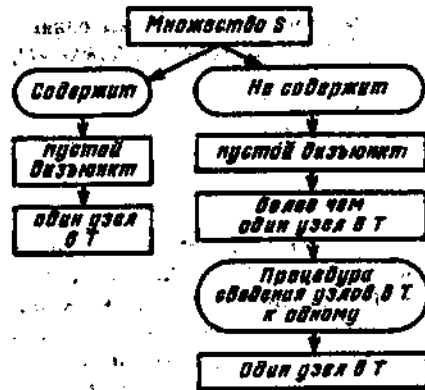 Множество S
Содержит
Не содержит
пустой
дизъюнкт
пустой дизъюнкт
один узел
в Т
более чем
один узел в Т
Процедура
сведения узлов в Т
к одному
Один узел в Т